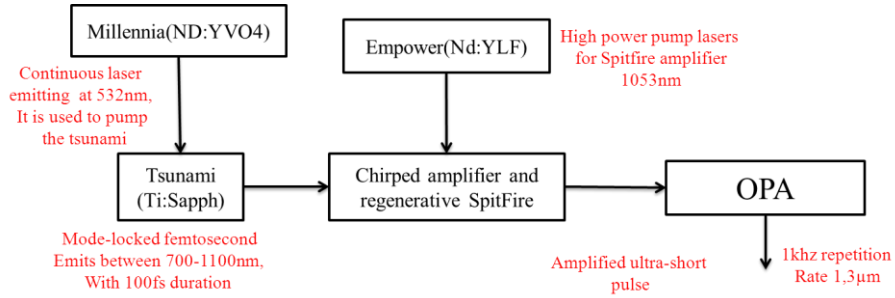 Millennia(ND:YVO4)
Continuous laser
emitting at 532nm,
It is used to pump
the tsunami
Empower(Nd:YLF)
High power pump lasers
for Spitfire amplifier
1053nm
Tsunami
(Ti:Sapph)
Chirped amplifier and
regenerative SpitFire
OPA
Mode-locked femtosecond
Emits between 700-1100nm,
With 100fs duration
Amplified ultra-short
pulse
1khz repetition
Rate 1,3µm